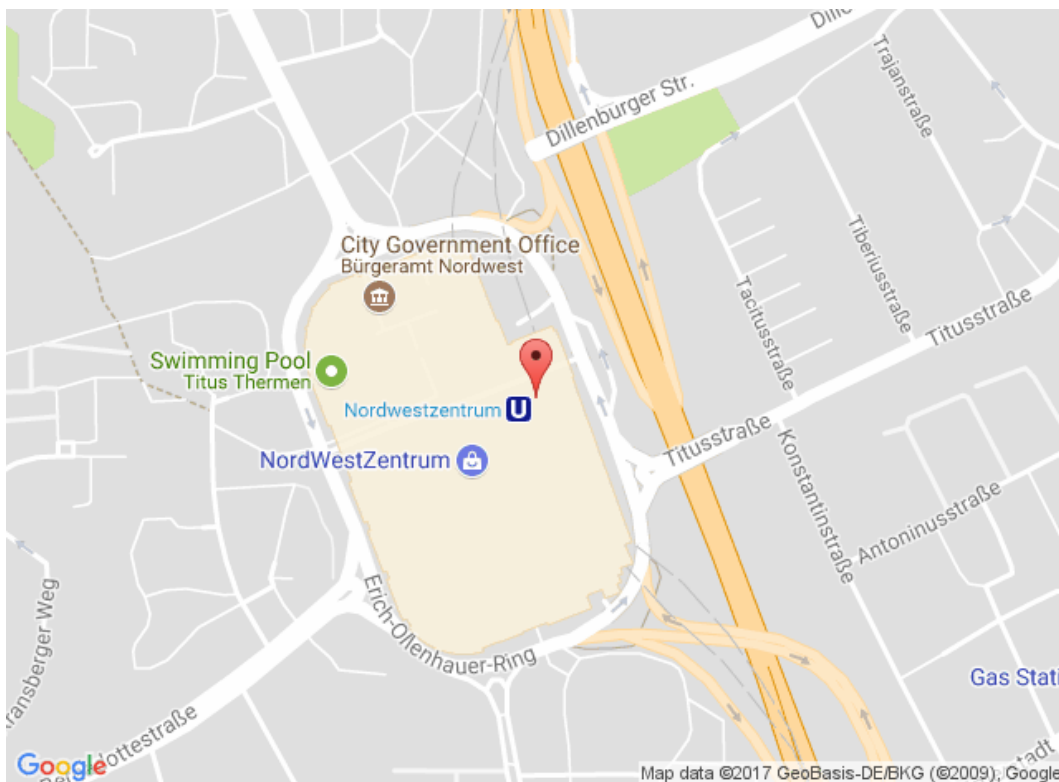 Dillenburger Str.
Trajanstraße
City Government Office
Bürgeramt Nordwest
Tiberiusstraße
Tacitusstraße
Titusstraße
Swimming Pool
Titus Thermen
Nordwestzentrum
U
NordWestZentrum
Titusstraße
Konstantinstraße
Antoninusstraße
Erich-Ollenhauer-Ring
Weg
Gas Stati
Google
Map data ©2017 GeoBasis-DE/BKG (©2009), Google